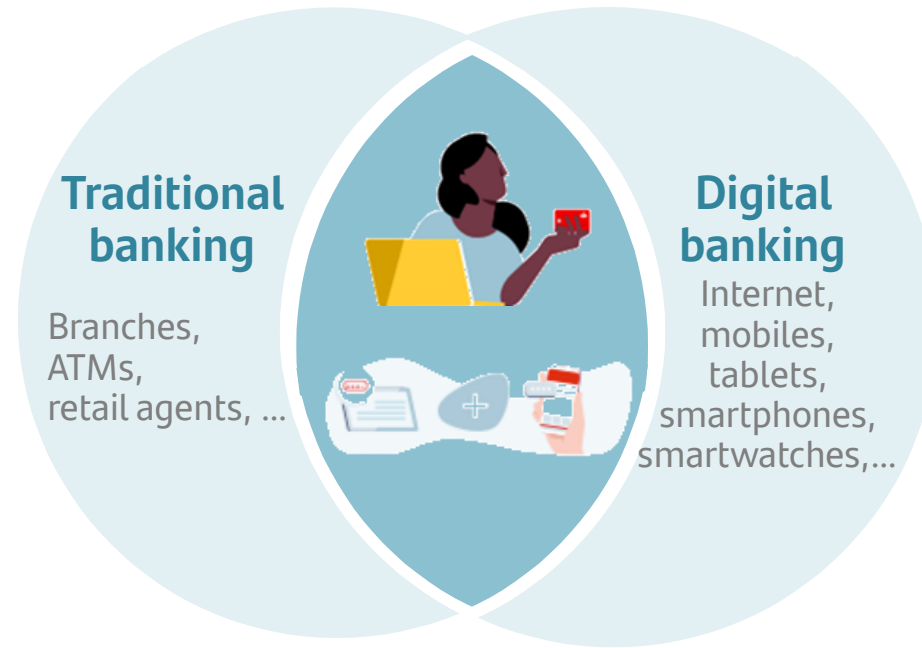 Traditional
banking
Branches,
ATMs,
retail agents, ...
Digital
banking
Internet,
mobiles,
tablets,
smartphones,
smartwatches,...